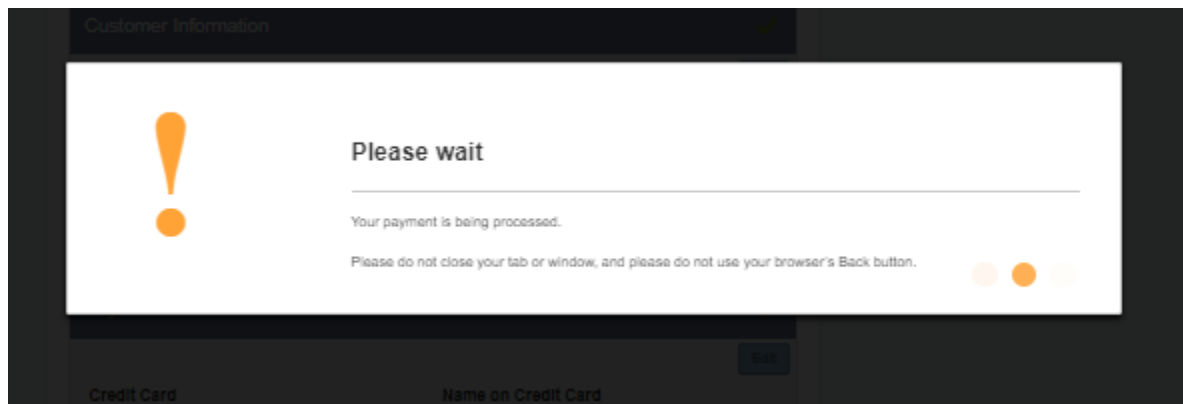 Customer Information
Please wait
Your payment is being processed.
Please do not close your tab or window, and please do not use your browser's Back button.
Edit
Credit Card
Name on Credit Card